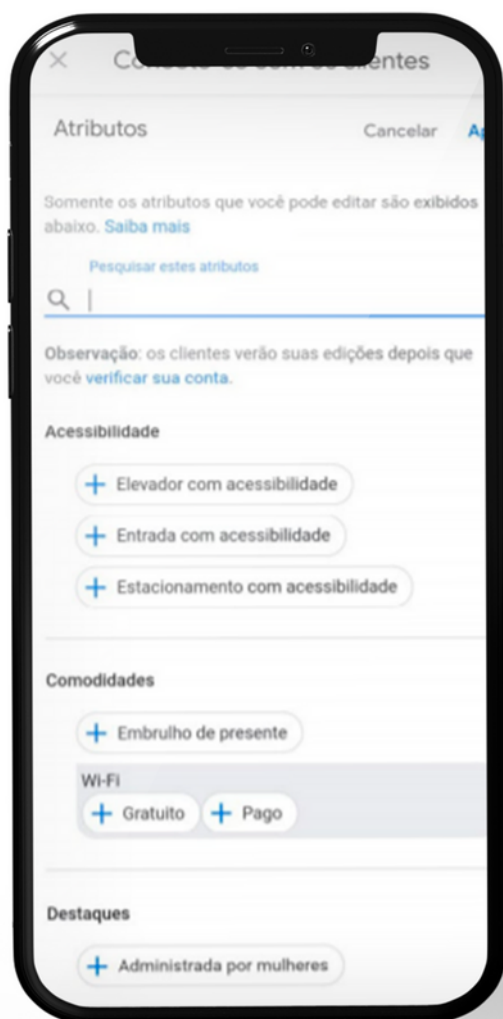 clientes
Atributos
Cancelar
Somente os atributos que você pode editar são exibidos
abaixo. Saiba mais
Pesquisar estes atributos
Observação: os clientes verão suas edições depois que
você verificar sua conta.
Acessibilidade
+ Elevador com acessibilidade
+ Entrada com acessibilidade
+ Estacionamento com acessibilidade
Comodidades
+ Embrulho de presente
Wi-Fi
+ Gratuito + Pago
Destaques
+ Administrada por mulheres